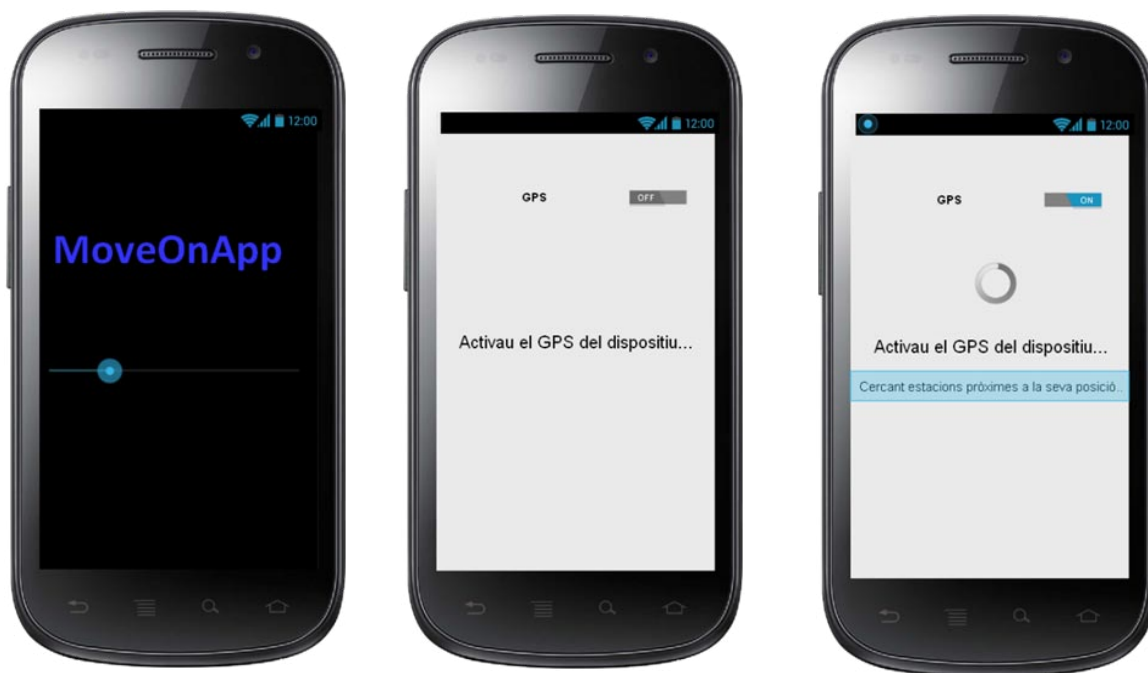 12:00
MoveOnApp
12:00
GPS OFF
Activau el GPS del dispositiu...
12:00
GPS ON
Activau el GPS del dispositiu...
Cercant estacions pròximes a la seva posició..